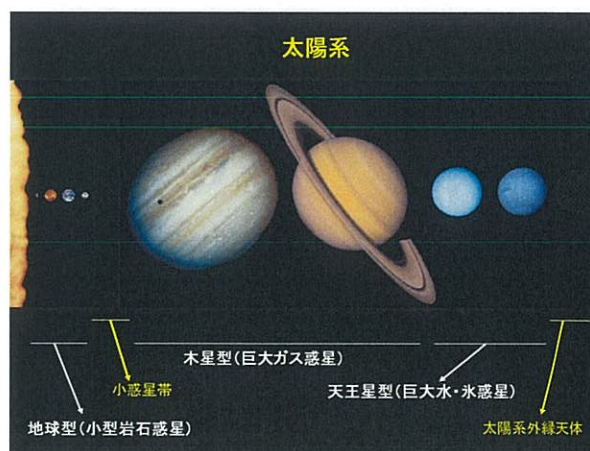 太陽系
木星型(巨大ガス惑星)
小惑星帯
天王星型(巨大水・氷惑星)
地球型(小型岩石惑星)
太陽系外縁天体